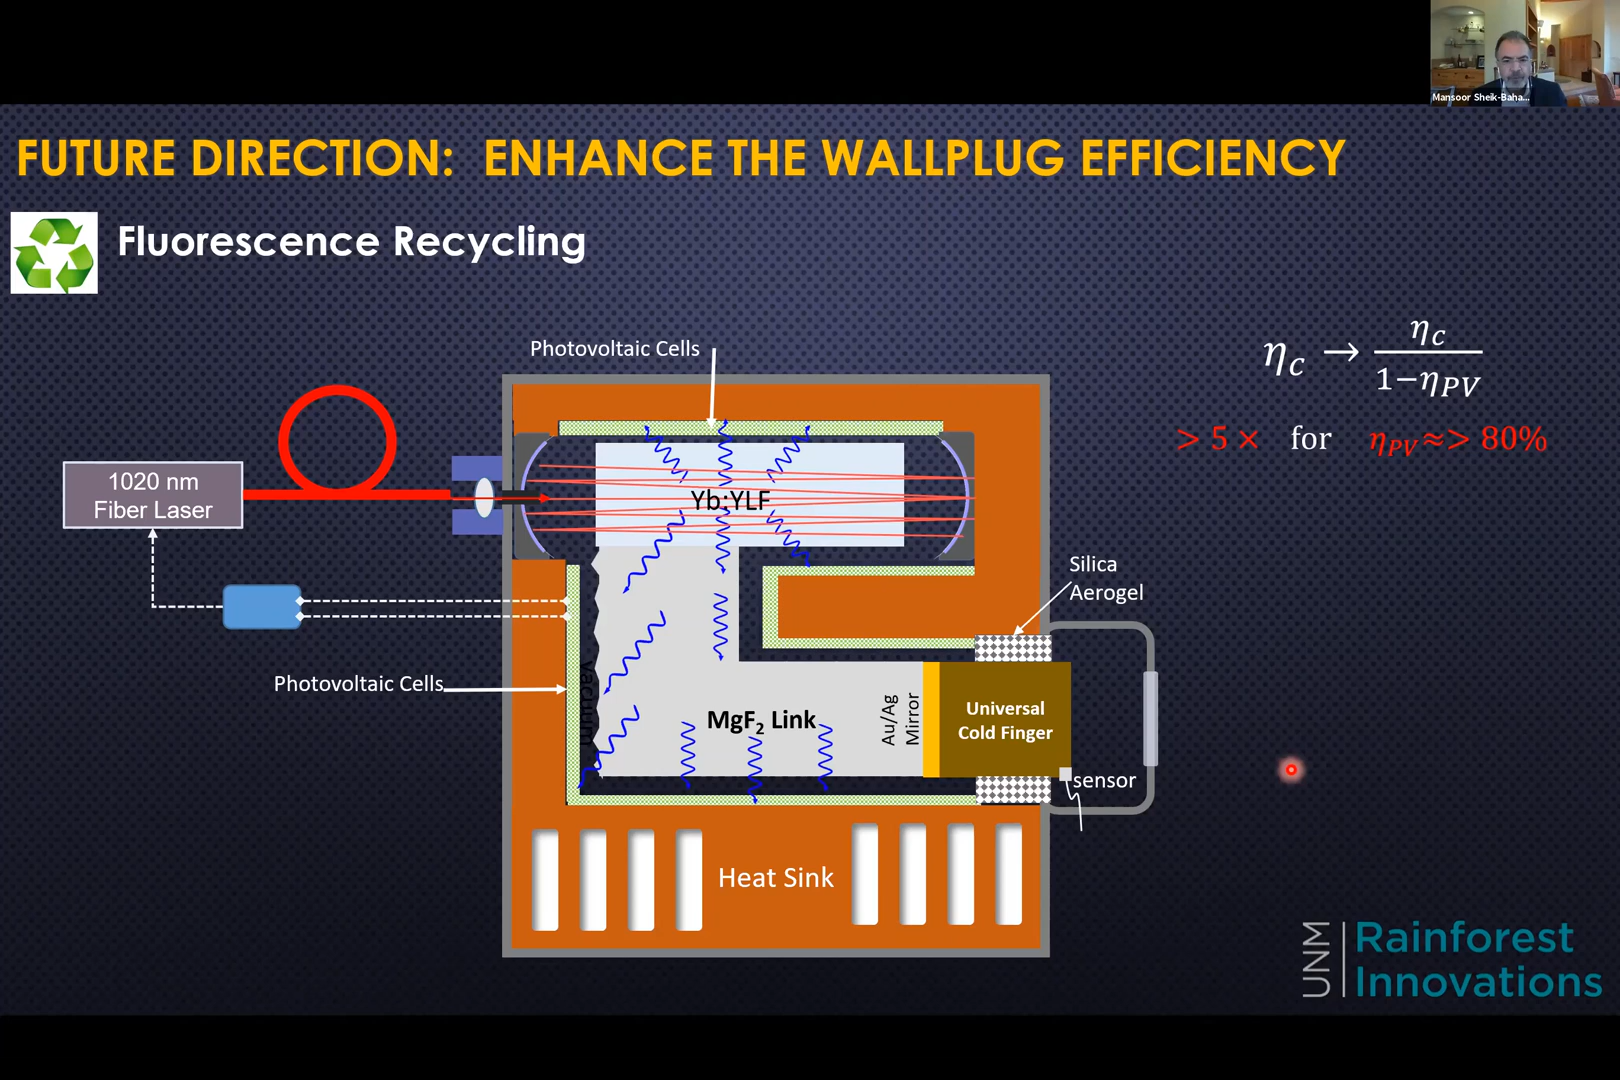 Mansoor Sheik-Baha...
FUTURE DIRECTION: ENHANCE THE WALLPLUG EFFICIENCY
Fluorescence Recycling
Photovoltaic Cells
η_c → η_c / 1−η_PV
> 5 × for η_PV ≈> 80%
1020 nm
Fiber Laser
Yb:YLF
Silica
Aerogel
Photovoltaic Cells
vacuum
MgF₂ Link
Au/Ag
Mirror
Universal
Cold Finger
sensor
Heat Sink
UNM
Rainforest
Innovations